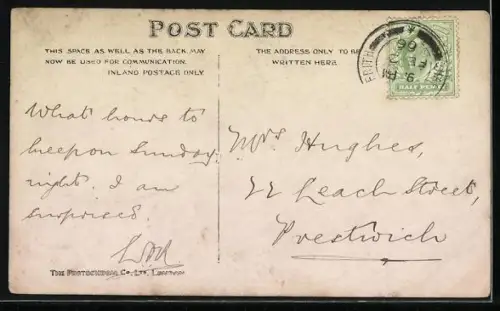 POST CARD
THIS SPACE AS WELL AS THE BACK MAY
NOW BE USED FOR COMMUNICATION.
INLAND POSTAGE ONLY
THE ADDRESS ONLY TO BE
WRITTEN HERE.
HALF PENNY
What hours to
keep on Sunday
night. I am
surprised.
Mrs Hughes,
22 Leach Street,
Prestwich
THE PHOTOCHROM CO., LTD., LONDON